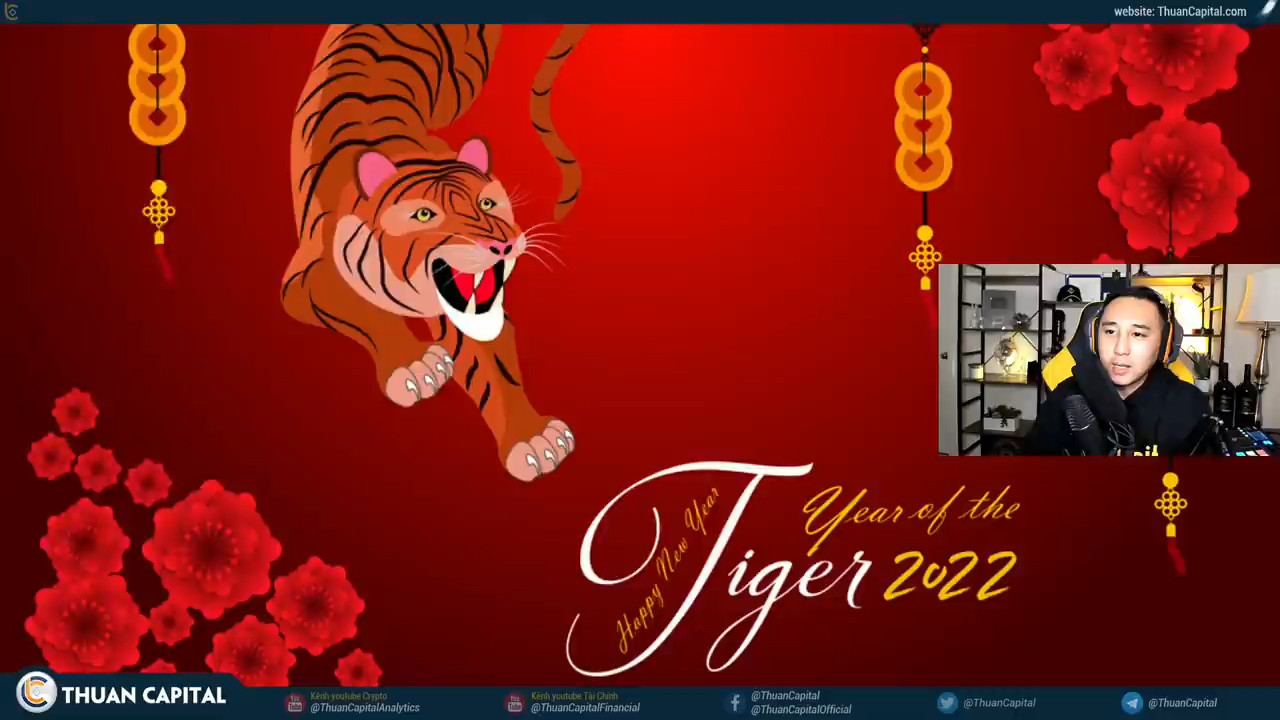 website: ThuanCapital.com
Happy New Year
Year of the
Tiger 2022
THUAN CAPITAL
Kênh youtube Crypto
@ThuanCapitalAnalytics
Kênh youtube Tài Chính
@ThuanCapitalFinancial
@ThuanCapital
@ThuanCapitalOfficial
@ThuanCapital
@ThuanCapital